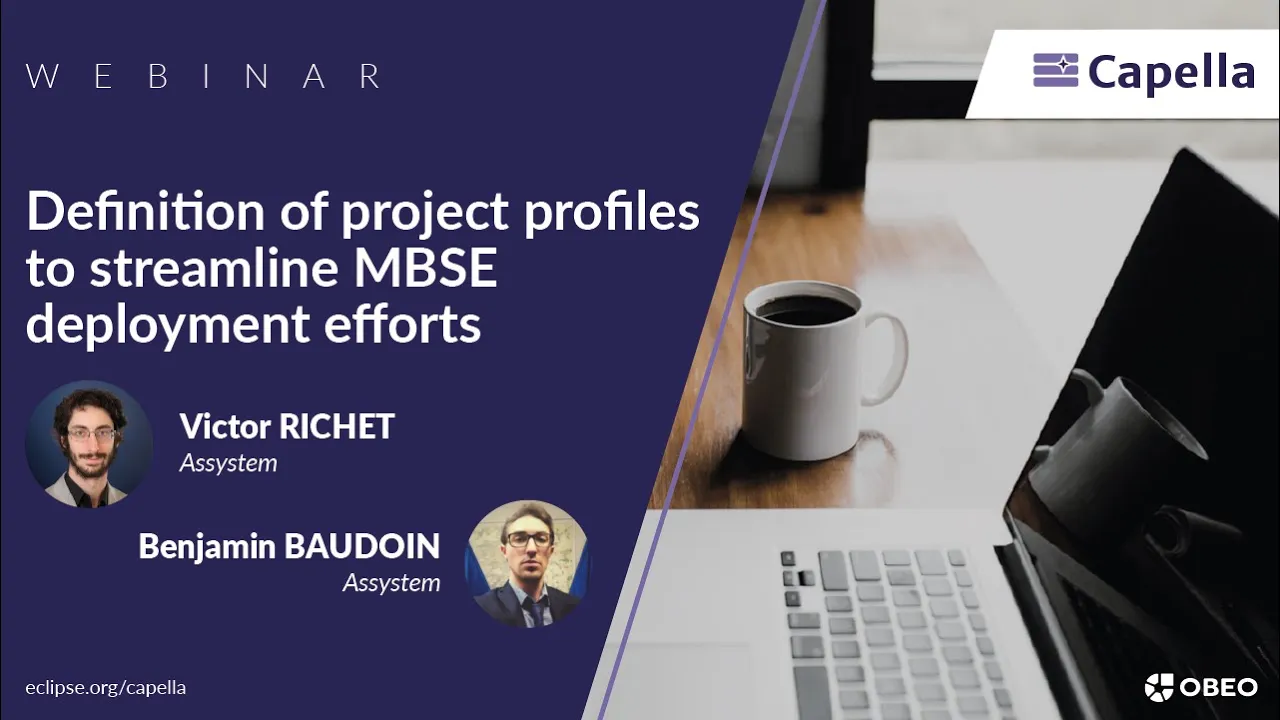 WEBINAR
Capella
Definition of project profiles
to streamline MBSE
deployment efforts
Victor RICHET
Assystem
Benjamin BAUDOIN
Assystem
eclipse.org/capella
OBEO